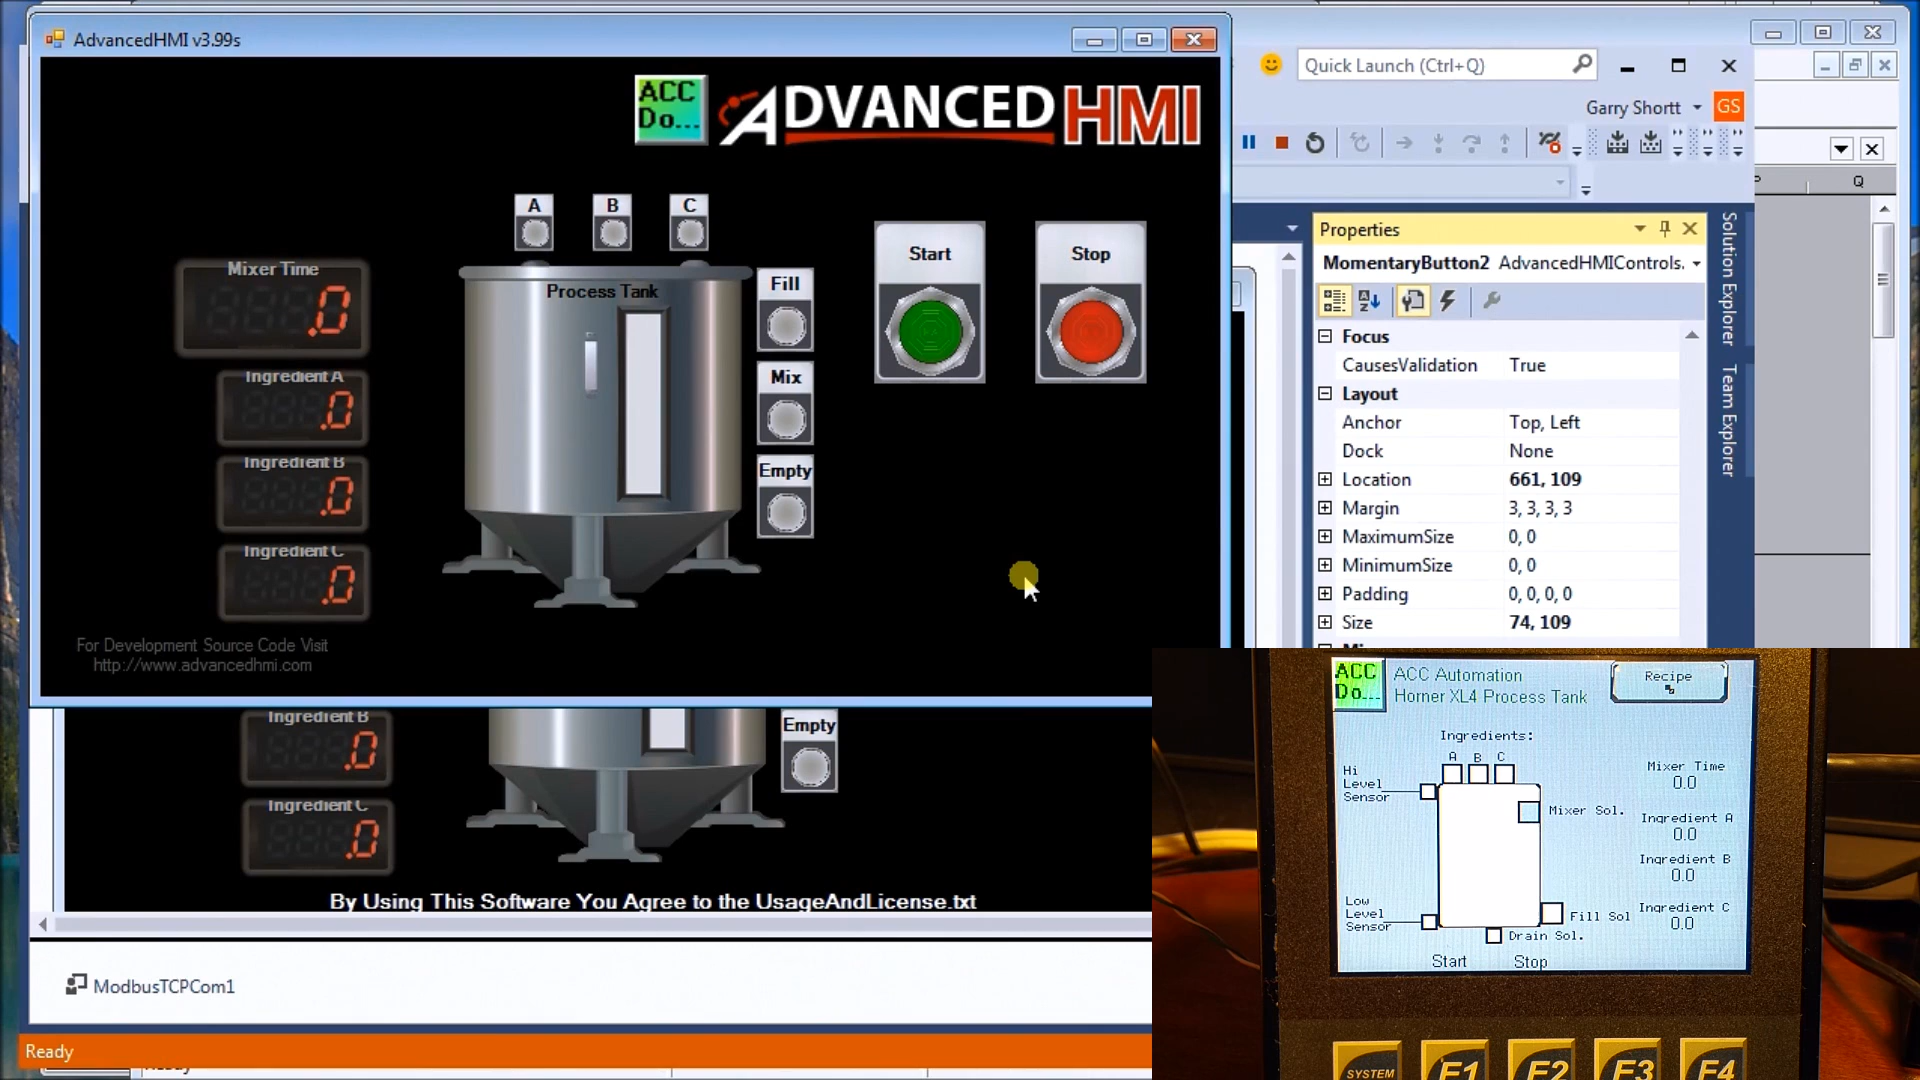 AdvancedHMI v3.99s
ACC
Do...
ADVANCED HMI
A
B
C
Mixer Time
.0
Ingredient A
.0
Ingredient B
.0
Ingredient C
.0
Process Tank
Fill
Mix
Empty
Start
Stop
For Development Source Code Visit
http://www.advancedhmi.com
Ingredient B
.0
Ingredient C
.0
Empty
By Using This Software You Agree to the UsageAndLicense.txt
ModbusTCPCom1
Ready
Ready
Quick Launch (Ctrl+Q)
Garry Shortt
GS
Q
Properties
MomentaryButton2 AdvancedHMIControls.
Focus
CausesValidation True
Layout
Anchor Top, Left
Dock None
Location 661, 109
Margin 3, 3, 3, 3
MaximumSize 0, 0
MinimumSize 0, 0
Padding 0, 0, 0, 0
Size 74, 109
Solution Explorer
Team Explorer
ACC
Do...
ACC Automation
Horner XL4 Process Tank
Recipe
Ingredients:
A B C
Hi
Level
Sensor
Mixer Sol.
Low
Level
Sensor
Fill Sol
Drain Sol.
Start
Stop
Mixer Time
0.0
Ingredient A
0.0
Ingredient B
0.0
Ingredient C
0.0
SYSTEM
F1
F2
F3
F4